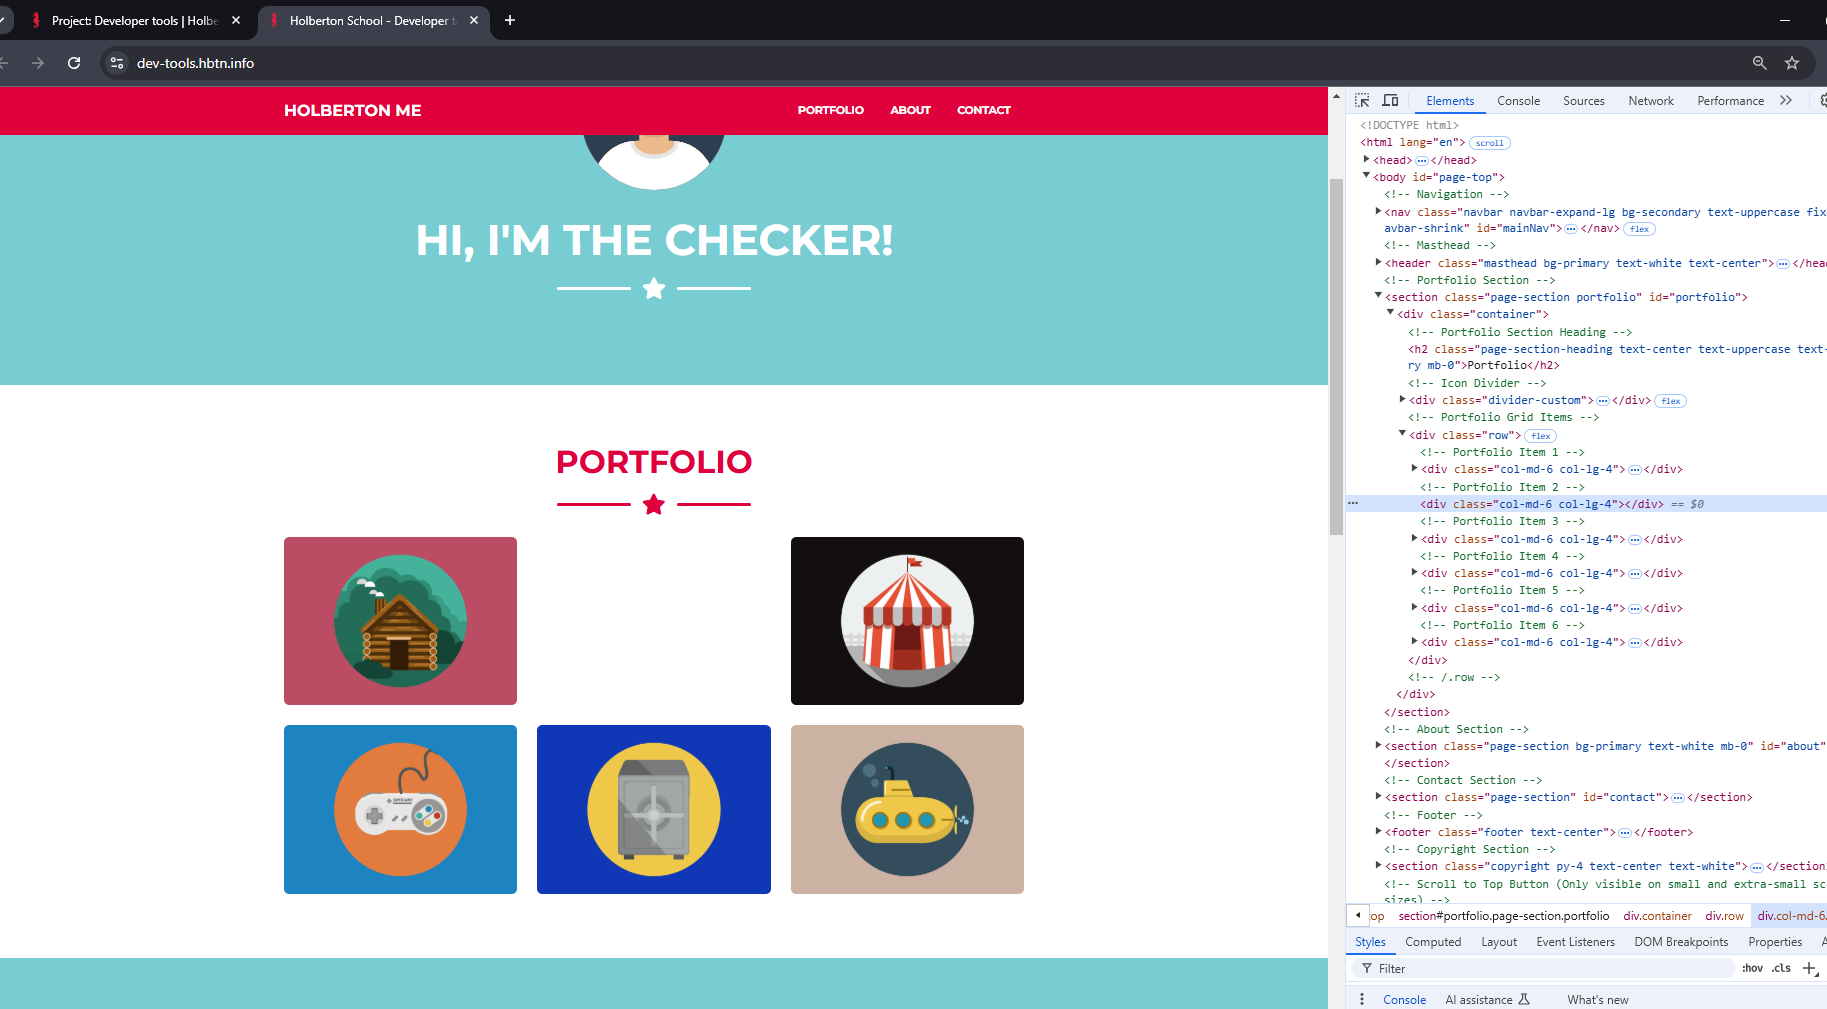 Project: Developer tools | Holbe
Holberton School - Developer t
dev-tools.hbtn.info
HOLBERTON ME
PORTFOLIO ABOUT CONTACT
HI, I'M THE CHECKER!
PORTFOLIO
SUPER GAME
Elements Console Sources Network Performance
<!DOCTYPE html>
<html lang="en"> scroll
<head> </head>
<body id="page-top">
<!-- Navigation -->
<nav class="navbar navbar-expand-lg bg-secondary text-uppercase fix
avbar-shrink" id="mainNav"> </nav> flex
<!-- Masthead -->
<header class="masthead bg-primary text-white text-center"> </head
<!-- Portfolio Section -->
<section class="page-section portfolio" id="portfolio">
<div class="container">
<!-- Portfolio Section Heading -->
<h2 class="page-section-heading text-center text-uppercase text-
ry mb-0">Portfolio</h2>
<!-- Icon Divider -->
<div class="divider-custom"> </div> flex
<!-- Portfolio Grid Items -->
<div class="row"> flex
<!-- Portfolio Item 1 -->
<div class="col-md-6 col-lg-4"> </div>
<!-- Portfolio Item 2 -->
<div class="col-md-6 col-lg-4"></div> == $0
<!-- Portfolio Item 3 -->
<div class="col-md-6 col-lg-4"> </div>
<!-- Portfolio Item 4 -->
<div class="col-md-6 col-lg-4"> </div>
<!-- Portfolio Item 5 -->
<div class="col-md-6 col-lg-4"> </div>
<!-- Portfolio Item 6 -->
<div class="col-md-6 col-lg-4"> </div>
</div>
<!-- /.row -->
</div>
</section>
<!-- About Section -->
<section class="page-section bg-primary text-white mb-0" id="about"
</section>
<!-- Contact Section -->
<section class="page-section" id="contact"> </section>
<!-- Footer -->
<footer class="footer text-center"> </footer>
<!-- Copyright Section -->
<section class="copyright py-4 text-center text-white"> </section>
<!-- Scroll to Top Button (Only visible on small and extra-small sc
sizes) -->
op section#portfolio.page-section.portfolio div.container div.row div.col-md-6.
Styles Computed Layout Event Listeners DOM Breakpoints Properties A
Filter :hov .cls
Console AI assistance What's new